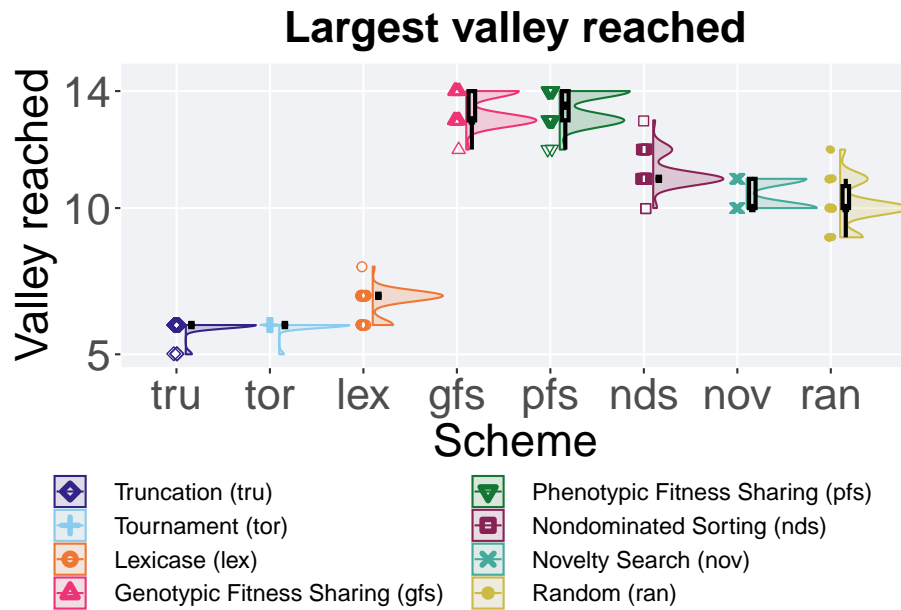 Largest valley reached
Valley reached
14
10
5
tru tor lex gfs pfs nds nov ran
Scheme
Truncation (tru)
Tournament (tor)
Lexicase (lex)
Genotypic Fitness Sharing (gfs)
Phenotypic Fitness Sharing (pfs)
Nondominated Sorting (nds)
Novelty Search (nov)
Random (ran)